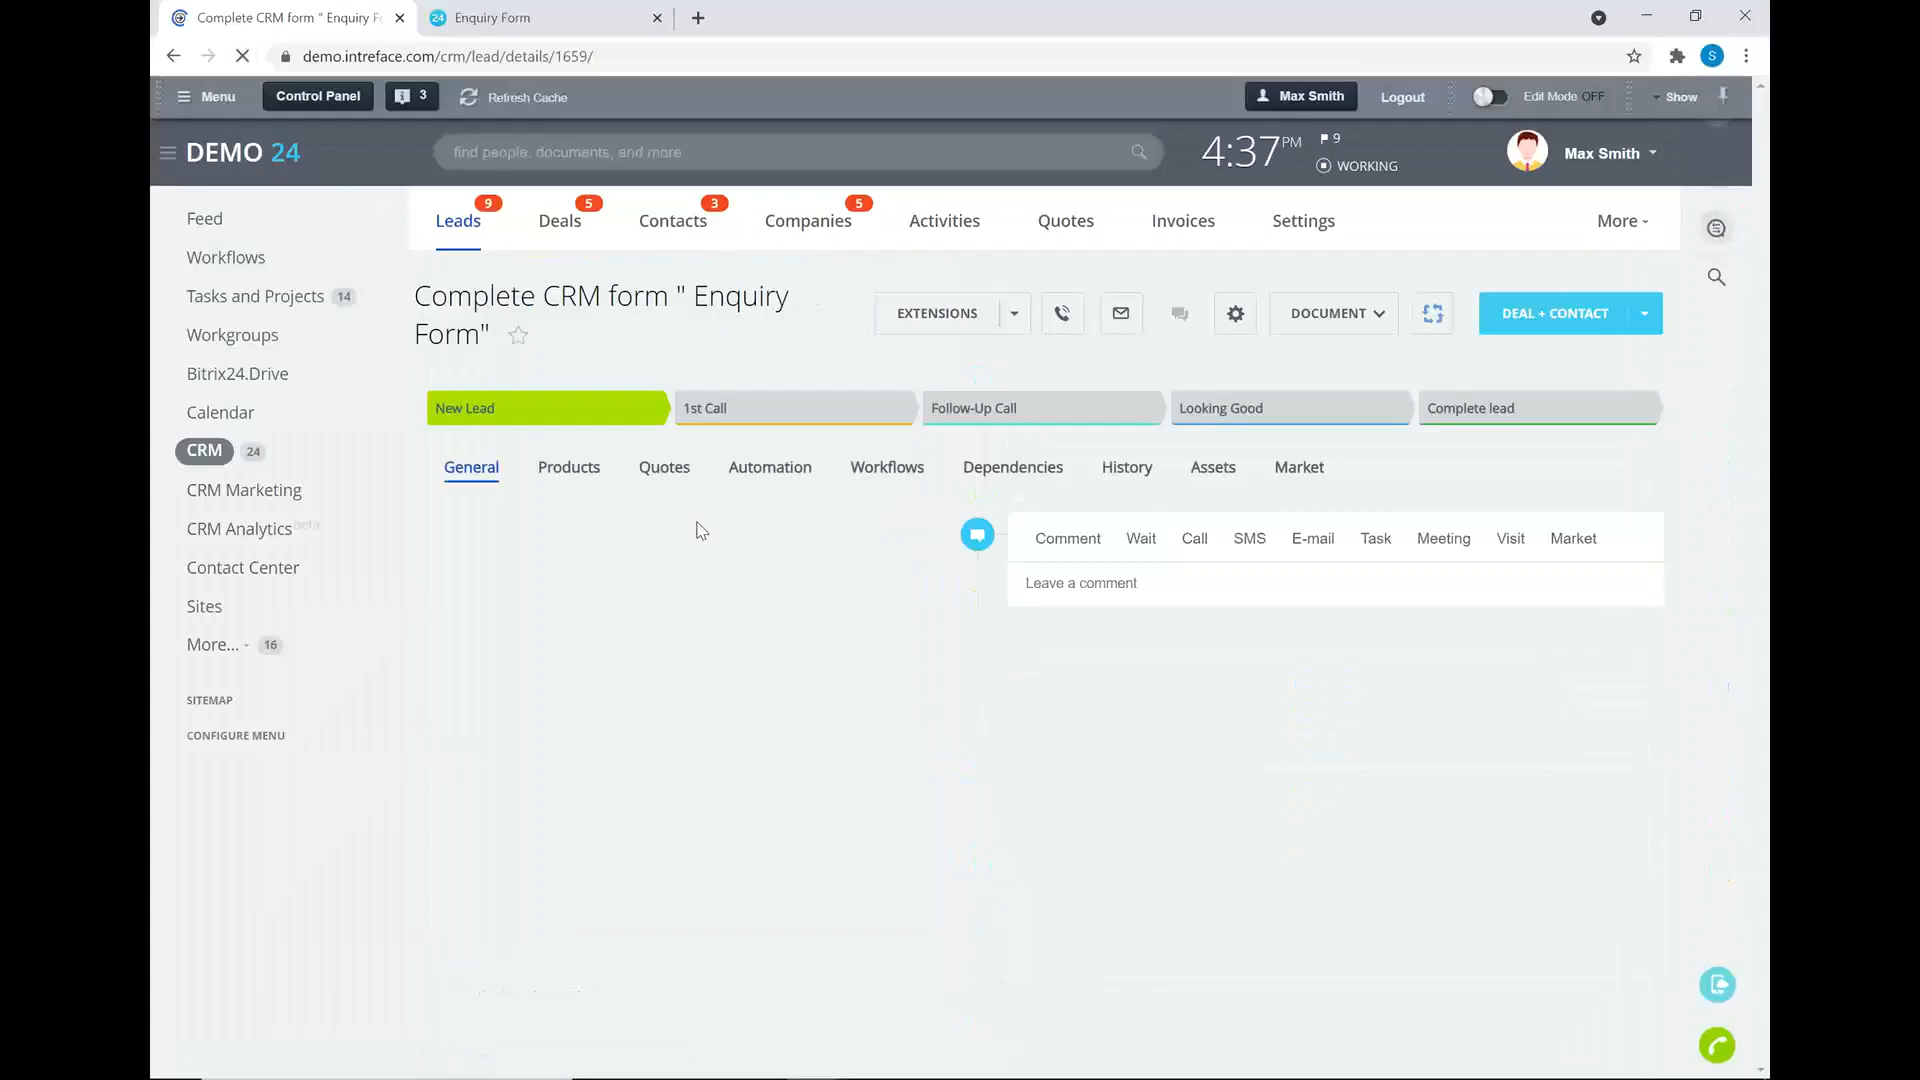 Complete CRM form " Enquiry F
24 Enquiry Form
demo.intreface.com/crm/lead/details/1659/
S
Menu
Control Panel
3
Refresh Cache
Max Smith
Logout
Edit Mode OFF
Show
DEMO 24
find people, documents, and more
4:37 PM
9
WORKING
Max Smith
Feed
Workflows
Tasks and Projects 14
Workgroups
Bitrix24.Drive
Calendar
CRM 24
CRM Marketing
CRM Analytics beta
Contact Center
Sites
More... 16
SITEMAP
CONFIGURE MENU
Leads 9
Deals 5
Contacts 3
Companies 5
Activities
Quotes
Invoices
Settings
More
Complete CRM form " Enquiry
Form"
EXTENSIONS
DOCUMENT
DEAL + CONTACT
New Lead
1st Call
Follow-Up Call
Looking Good
Complete lead
General
Products
Quotes
Automation
Workflows
Dependencies
History
Assets
Market
Comment
Wait
Call
SMS
E-mail
Task
Meeting
Visit
Market
Leave a comment